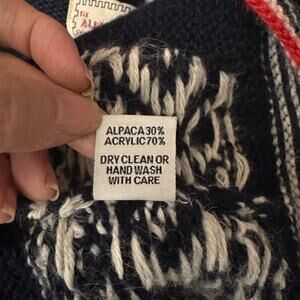 ALPACA 30%
ACRYLIC 70%
DRY CLEAN OR
HAND WASH
WITH CARE